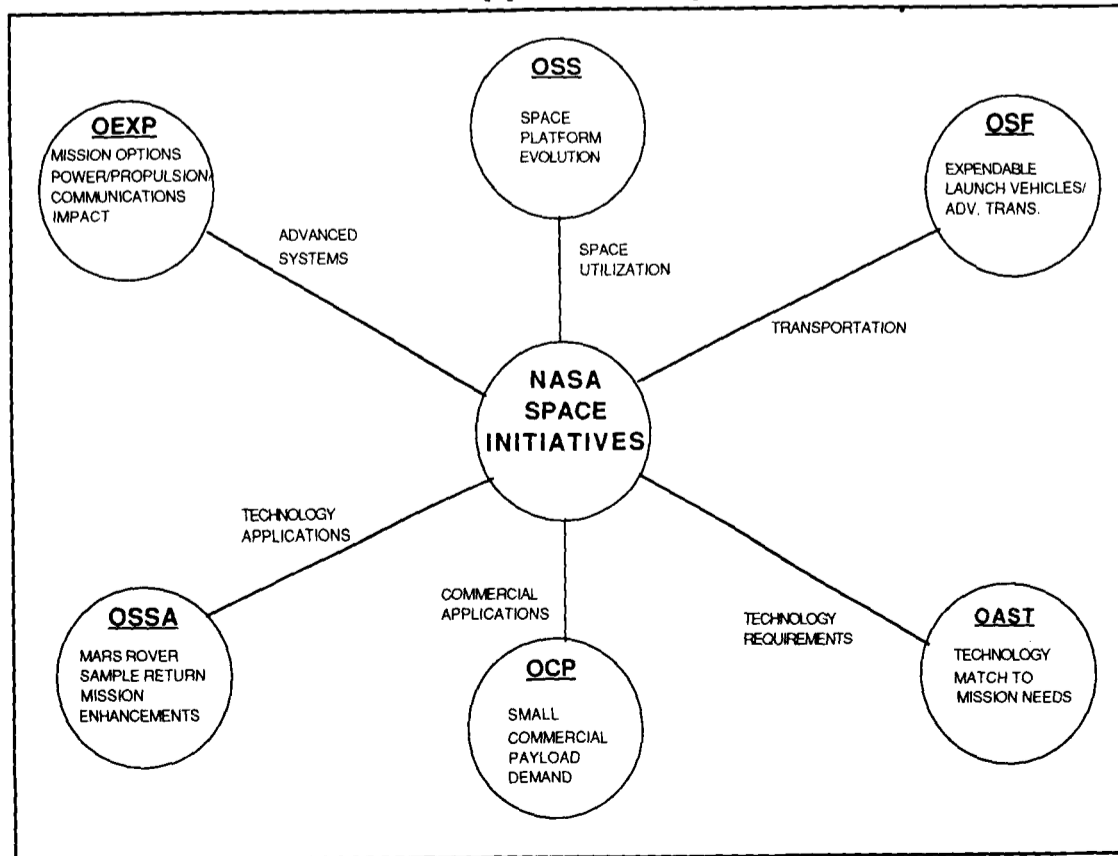 OSS
SPACE
PLATFORM
EVOLUTION
OEXP
MISSION OPTIONS
POWER/PROPULSION/
COMMUNICATIONS
IMPACT
OSF
EXPENDABLE
LAUNCH VEHICLES/
ADV. TRANS.
ADVANCED
SYSTEMS
SPACE
UTILIZATION
TRANSPORTATION
NASA
SPACE
INITIATIVES
TECHNOLOGY
APPLICATIONS
COMMERCIAL
APPLICATIONS
TECHNOLOGY
REQUIREMENTS
OSSA
MARS ROVER
SAMPLE RETURN
MISSION
ENHANCEMENTS
OCP
SMALL
COMMERCIAL
PAYLOAD
DEMAND
OAST
TECHNOLOGY
MATCH TO
MISSION NEEDS